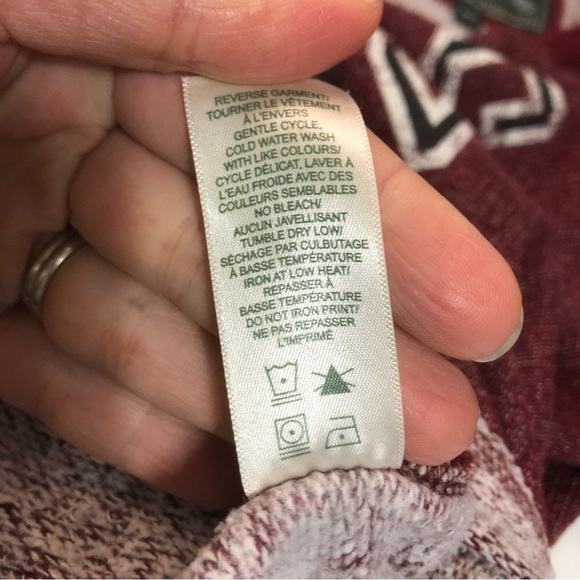 REVERSE GARMENT/
TOURNER LE VÊTEMENT
À L'ENVERS
GENTLE CYCLE,
COLD WATER WASH
WITH LIKE COLOURS/
CYCLE DÉLICAT, LAVER À
L'EAU FROIDE AVEC DES
COULEURS SEMBLABLES
NO BLEACH/
AUCUN JAVELLISANT
TUMBLE DRY LOW/
SÉCHAGE PAR CULBUTAGE
À BASSE TEMPÉRATURE
IRON AT LOW HEAT/
REPASSER À
BASSE TEMPÉRATURE
DO NOT IRON PRINT/
NE PAS REPASSER
L'IMPRIMÉ